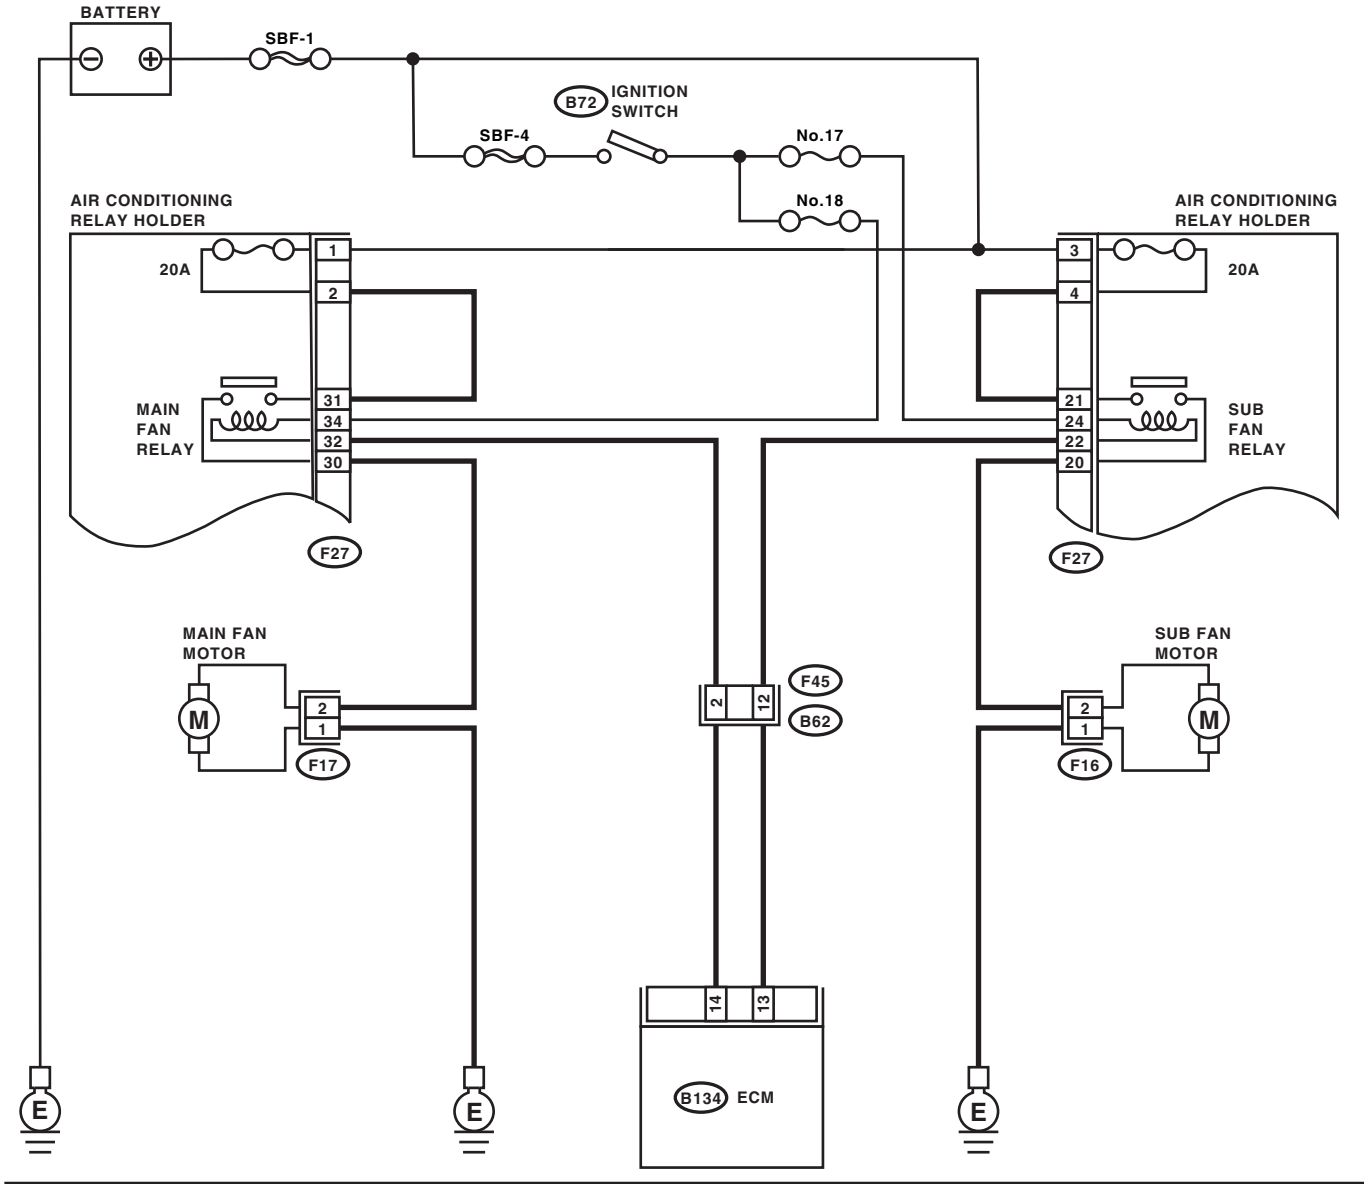 BATTERY
SBF-1
B72
IGNITION
SWITCH
SBF-4
No.17
No.18
AIR CONDITIONING
RELAY HOLDER
AIR CONDITIONING
RELAY HOLDER
1
20A
2
3
20A
4
MAIN
FAN
RELAY
31
34
32
30
21
24
22
20
SUB
FAN
RELAY
F27
F27
MAIN FAN
MOTOR
M
2
1
F17
2
12
F45
B62
SUB FAN
MOTOR
2
1
M
F16
14
13
B134
ECM
E
E
E